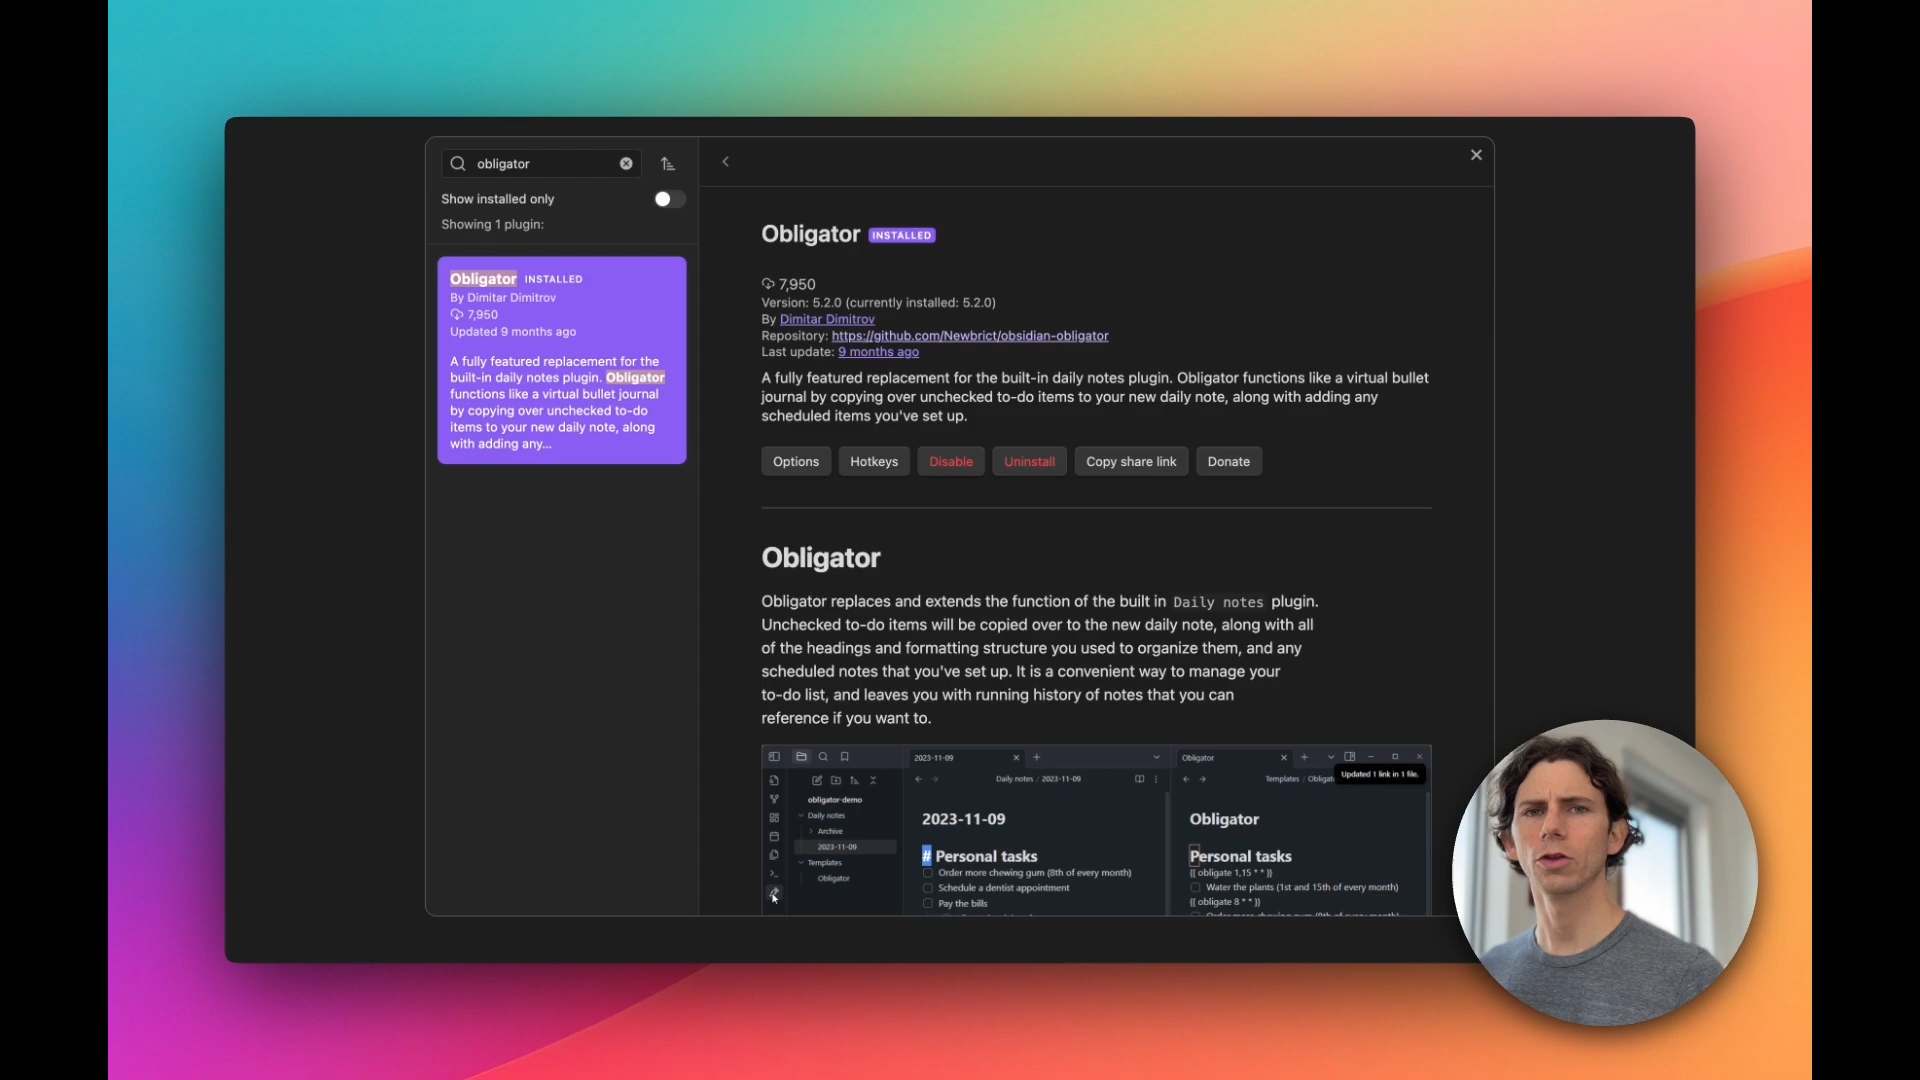 obligator
Show installed only
Showing 1 plugin:
Obligator INSTALLED
By Dimitar Dimitrov
7,950
Updated 9 months ago
A fully featured replacement for the
built-in daily notes plugin. Obligator
functions like a virtual bullet journal
by copying over unchecked to-do
items to your new daily note, along
with adding any...
Obligator INSTALLED
7,950
Version: 5.2.0 (currently installed: 5.2.0)
By Dimitar Dimitrov
Repository: https://github.com/Newbrict/obsidian-obligator
Last update: 9 months ago
A fully featured replacement for the built-in daily notes plugin. Obligator functions like a virtual bullet
journal by copying over unchecked to-do items to your new daily note, along with adding any
scheduled items you've set up.
Options Hotkeys Disable Uninstall Copy share link Donate
Obligator
Obligator replaces and extends the function of the built in Daily notes plugin.
Unchecked to-do items will be copied over to the new daily note, along with all
of the headings and formatting structure you used to organize them, and any
scheduled notes that you've set up. It is a convenient way to manage your
to-do list, and leaves you with running history of notes that you can
reference if you want to.
obligator-demo
Daily notes
Archive
2023-11-09
Templates
Obligator
2023-11-09
Daily notes / 2023-11-09
2023-11-09
# Personal tasks
Order more chewing gum (8th of every month)
Schedule a dentist appointment
Pay the bills
Obligator
Templates / Obligat
Updated 1 link in 1 file.
Obligator
Personal tasks
{{ obligate 1,15 * * }}
Water the plants (1st and 15th of every month)
{{ obligate 8 * * }}